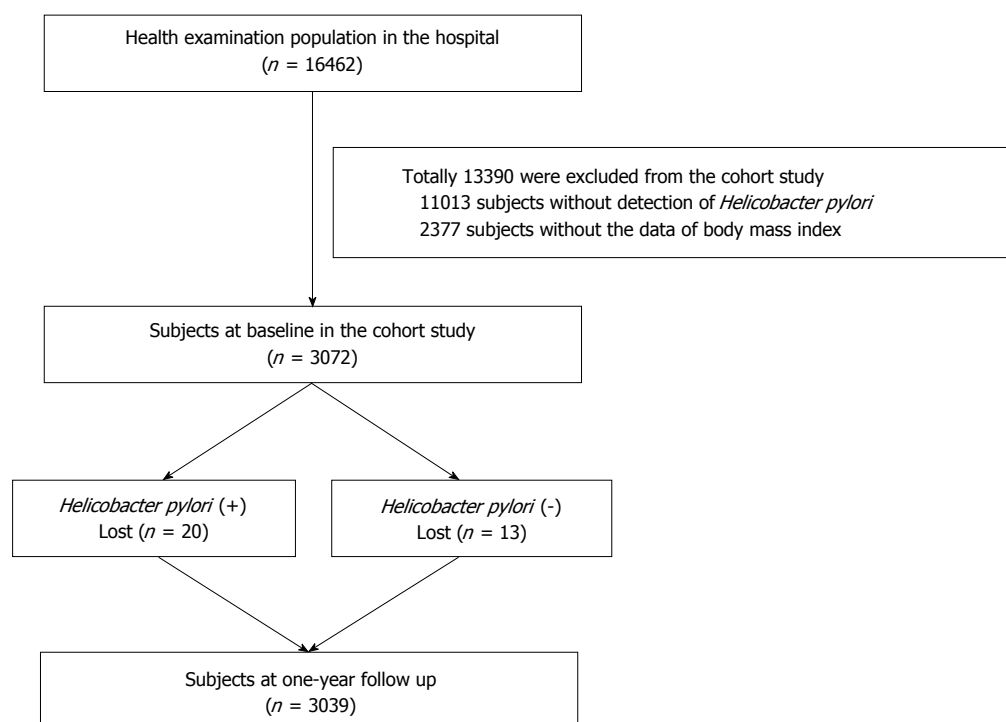 Health examination population in the hospital
(n = 16462)
Totally 13390 were excluded from the cohort study
11013 subjects without detection of Helicobacter pylori
2377 subjects without the data of body mass index
Subjects at baseline in the cohort study
(n = 3072)
Helicobacter pylori (+)
Lost (n = 20)
Helicobacter pylori (-)
Lost (n = 13)
Subjects at one-year follow up
(n = 3039)